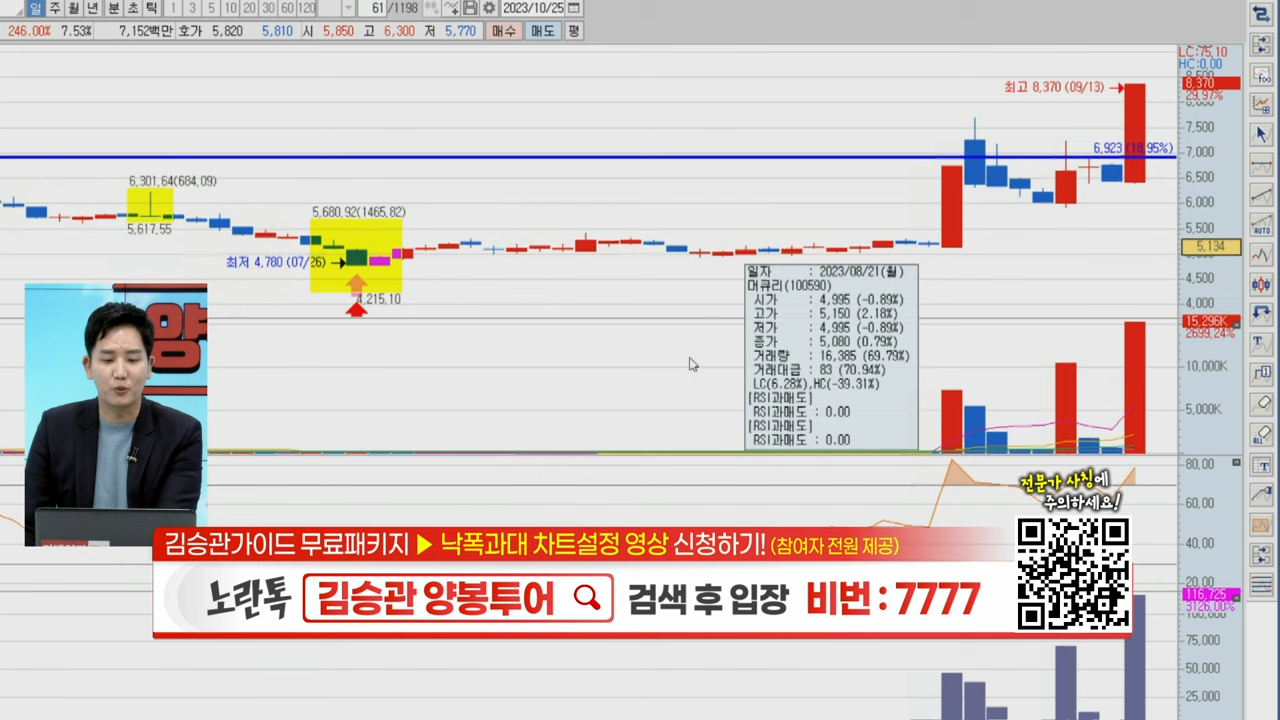 일 주 월 년 분 초 틱 1 3 5 10 20 30 60 120 61 /1198 2023/10/25
246.00% 7.53% 7,152백만 호가 5,820 5,810 시 5,850 고 6,300 저 5,770 매수 매도 평
LC:75.10
HC:0.00
최고 8,370 (09/13)
8,370
29.97%
7,500
6,923 (18.95%)
7,000
6,301.64(684.09)
6,500
6,000
5,680.92(1465.82)
5,617.55
5,500
5,134
최저 4,780 (07/26)
4,500
4,215.10
4,000
일자 : 2023/08/21(월)
머큐리(100590)
시가 : 4,995 (-0.89%)
고가 : 5,150 (2.18%)
저가 : 4,995 (-0.89%)
종가 : 5,080 (0.79%)
거래량 : 16,385 (69.79%)
거래대금 : 83 (70.94%)
LC(6.28%),HC(-39.31%)
[RSI과매도]
RSI과매도 : 0.00
[RSI과매도]
RSI과매도 : 0.00
15,296K
2699.24%
10,000K
5,000K
80.00
60.00
20.00
116,725
3126.00%
100,000
75,000
50,000
25,000
AUTO
ALL
양
전문가 사칭에
주의하세요!
김승관가이드 무료패키지 ▶ 낙폭과대 차트설정 영상 신청하기! (참여자 전원 제공)
노란톡 김승관 양봉투어 검색 후 입장 비번 : 7777